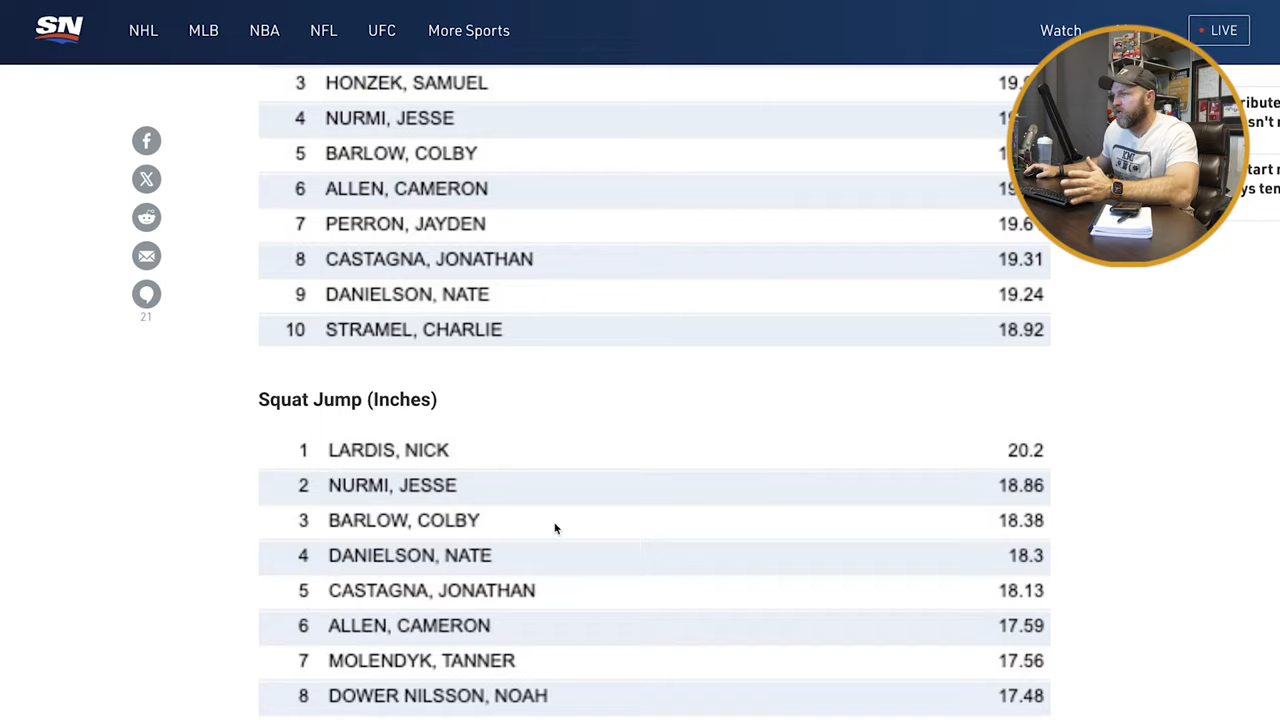 SN NHL MLB NBA NFL UFC More Sports Watch LIVE
3 HONZEK, SAMUEL
4 NURMI, JESSE
5 BARLOW, COLBY
6 ALLEN, CAMERON
7 PERRON, JAYDEN
8 CASTAGNA, JONATHAN 19.31
9 DANIELSON, NATE 19.24
10 STRAMEL, CHARLIE 18.92
21
Squat Jump (Inches)
1 LARDIS, NICK 20.2
2 NURMI, JESSE 18.86
3 BARLOW, COLBY 18.38
4 DANIELSON, NATE 18.3
5 CASTAGNA, JONATHAN 18.13
6 ALLEN, CAMERON 17.59
7 MOLENDYK, TANNER 17.56
8 DOWER NILSSON, NOAH 17.48